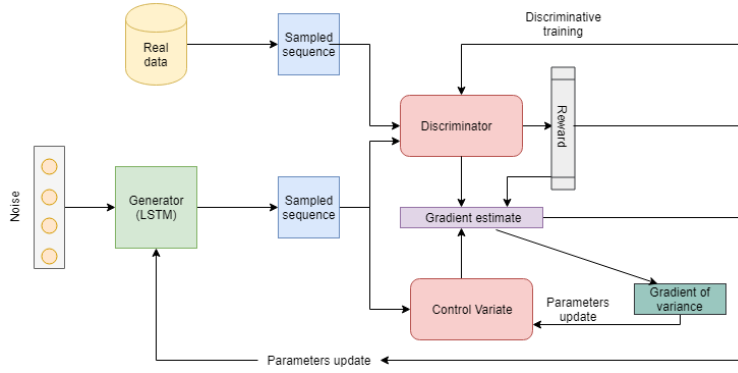 Real
data
Sampled
sequence
Discriminative
training
Discriminator
Reward
Noise
Generator
(LSTM)
Sampled
sequence
Gradient estimate
Control Variate
Gradient of
variance
Parameters
update
Parameters update